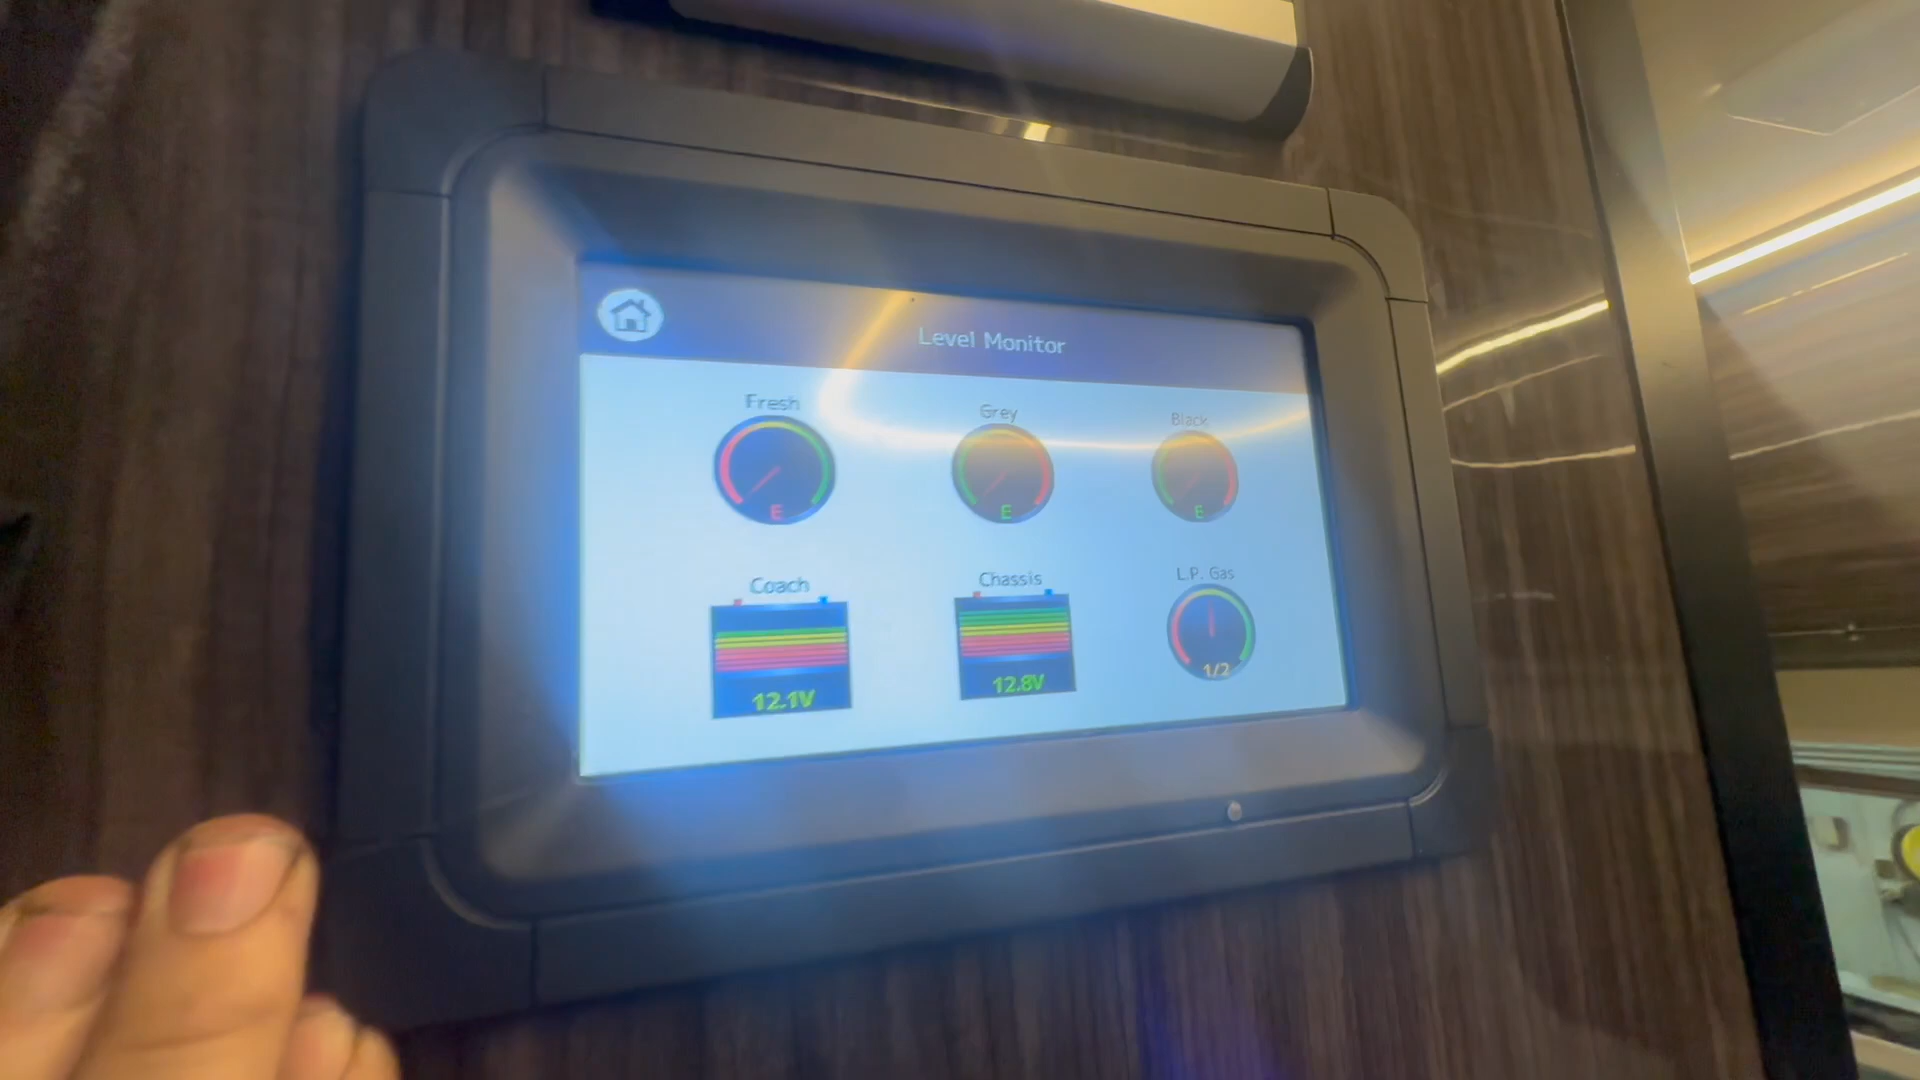 Level Monitor
Fresh
Grey
Black
E
E
E
Coach
Chassis
L.P. Gas
12.1V
12.8V
1/2